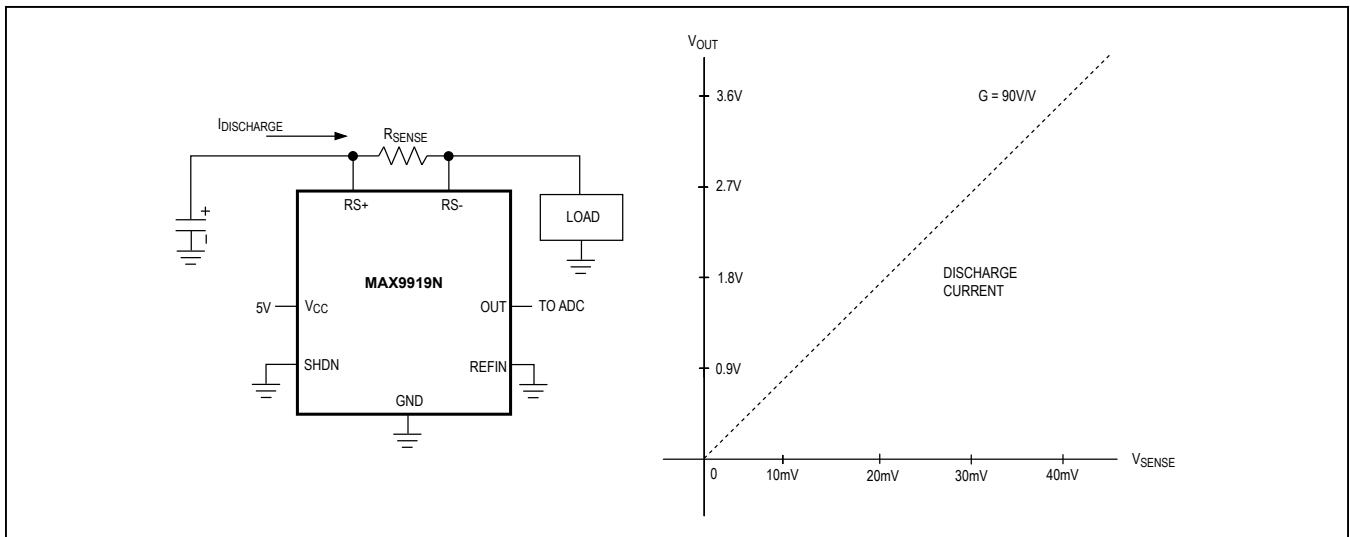 IDISCHARGE
RSENSE
RS+
RS-
LOAD
+
MAX9919N
5V
VCC
OUT
TO ADC
SHDN
REFIN
GND
VOUT
3.6V
G = 90V/V
2.7V
1.8V
DISCHARGE
CURRENT
0.9V
0
10mV
20mV
30mV
40mV
VSENSE